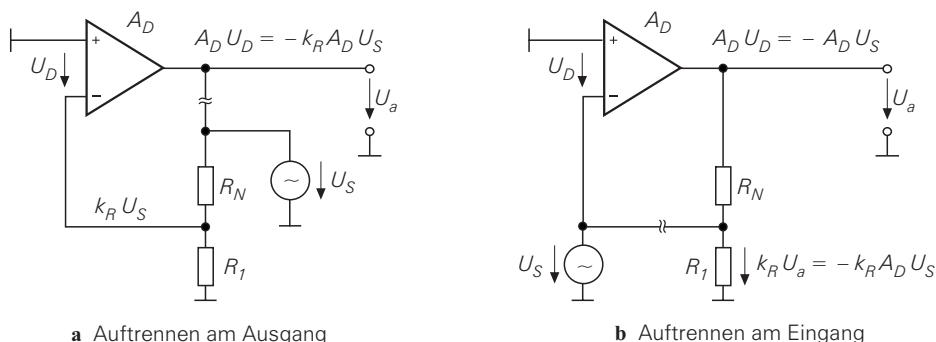 A_D
A_D U_D = – k_R A_D U_S
+
U_D
–
U_a
R_N
~
U_S
k_R U_S
R_1
a Auftrennen am Ausgang
A_D
A_D U_D = – A_D U_S
+
U_D
–
U_a
R_N
U_S
~
R_1
k_R U_a = – k_R A_D U_S
b Auftrennen am Eingang